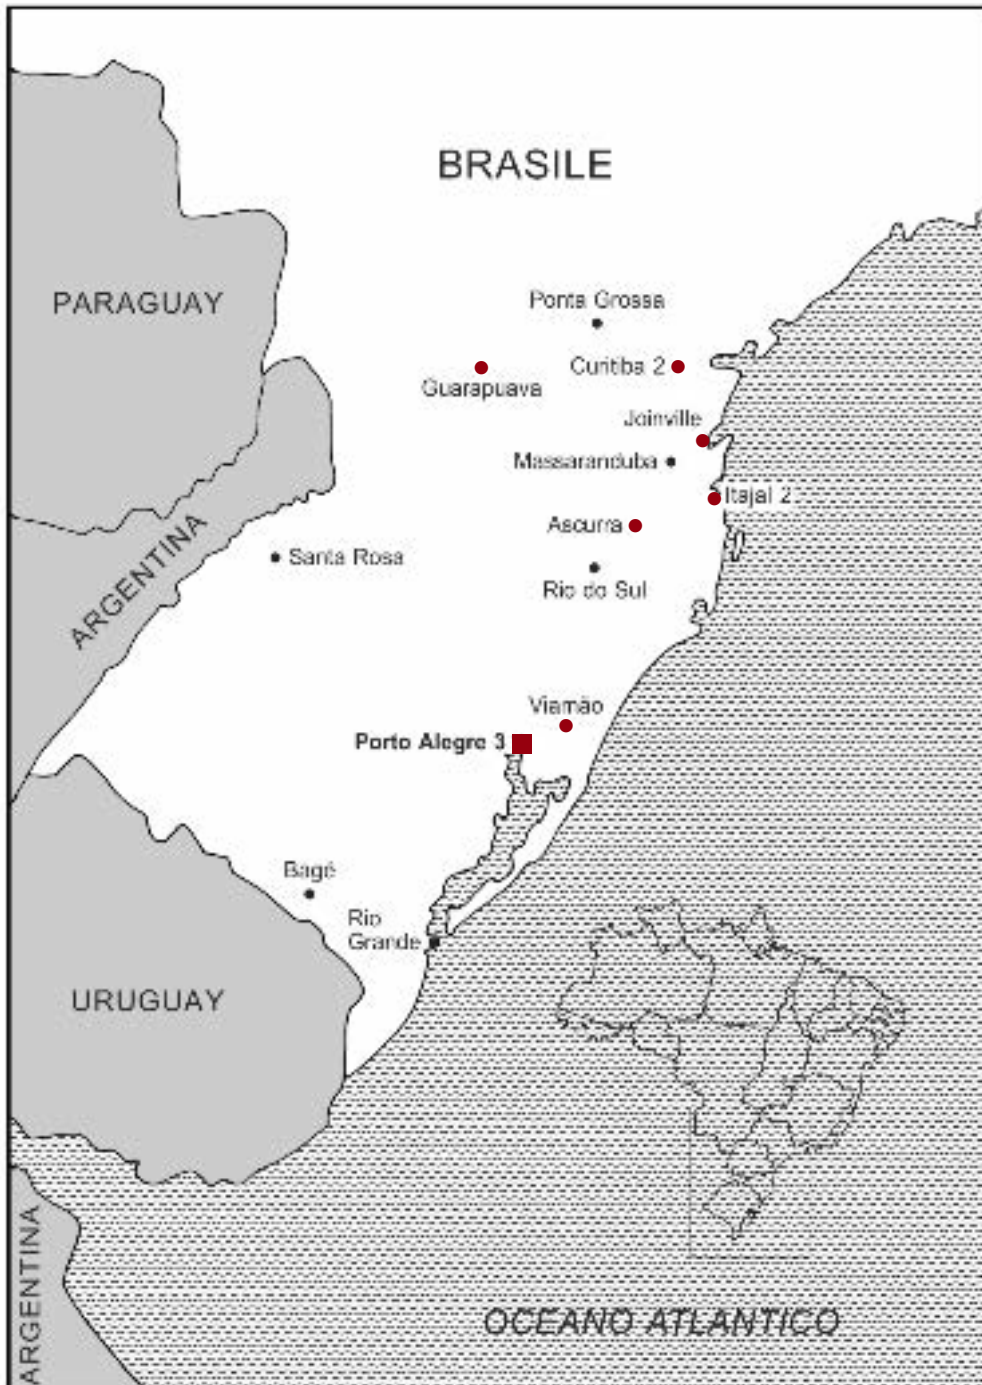 BRASILE
PARAGUAY
Ponta Grossa
Curitiba 2
Guarapuava
Joinville
Massaranduba
Itajal 2
Ascurra
ARGENTINA
Santa Rosa
Rio do Sul
Viamão
Porto Alegre 3
Bagé
Rio
Grande
URUGUAY
ARGENTINA
OCEANO ATLANTICO